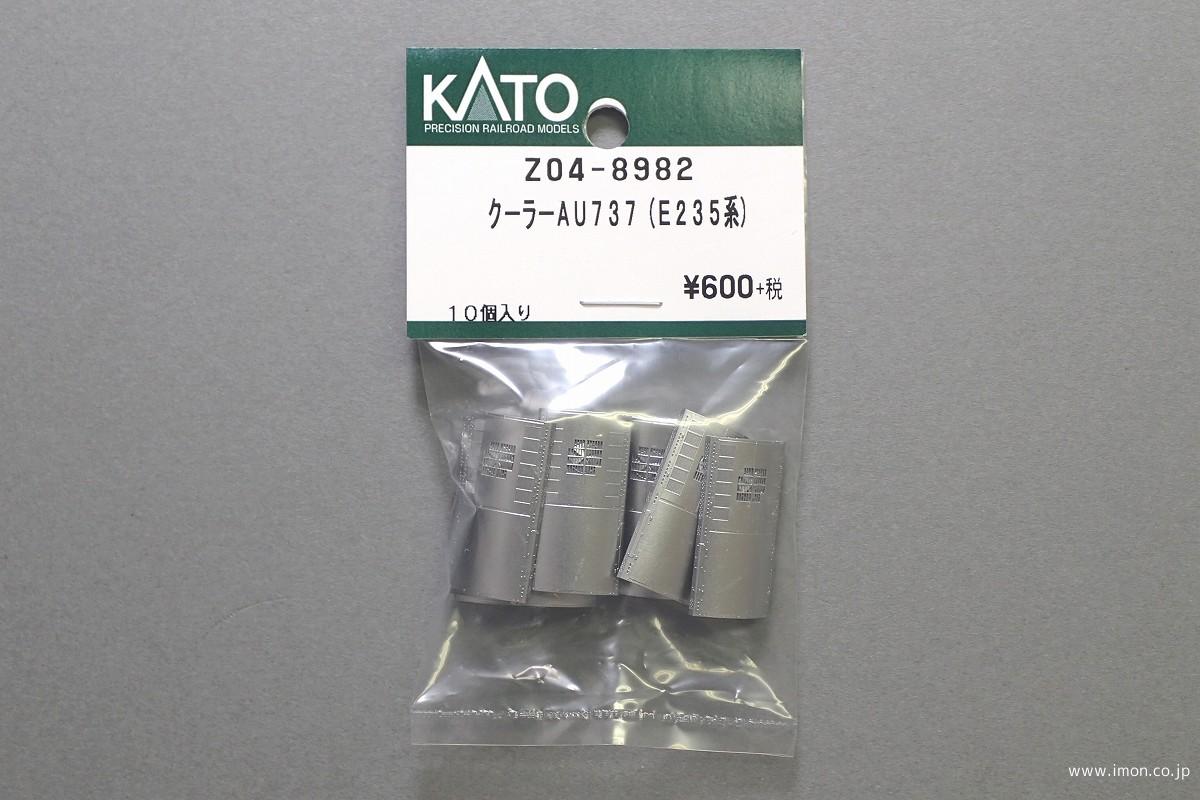 KATO
PRECISION RAILROAD MODELS
Z04-8982
クーラーAU737(E235系)
¥600+税
10個入り
www.imon.co.jp